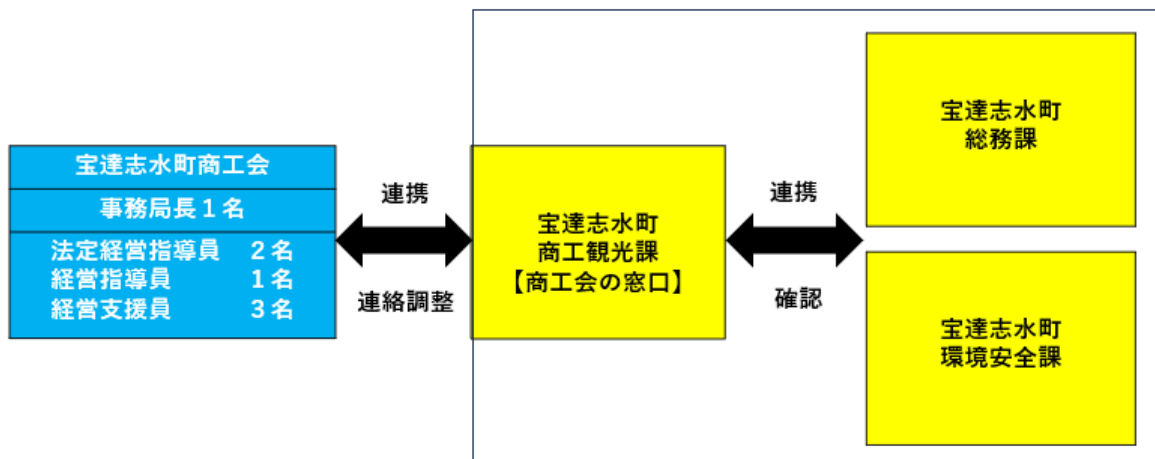 宝達志水町商工会
事務局長1名
法定経営指導員 2名
経営指導員 1名
経営支援員 3名
連携
連絡調整
宝達志水町
商工観光課
【商工会の窓口】
連携
確認
宝達志水町
総務課
宝達志水町
環境安全課